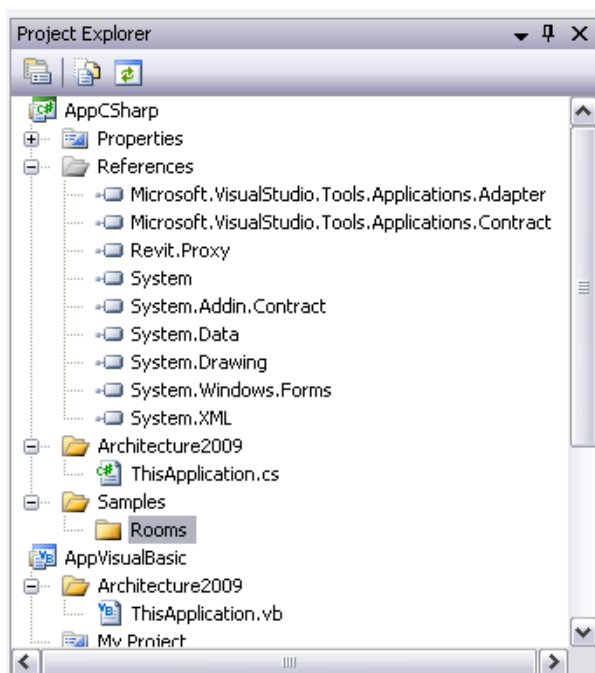 Project Explorer
AppCSharp
Properties
References
Microsoft.VisualStudio.Tools.Applications.Adapter
Microsoft.VisualStudio.Tools.Applications.Contract
Revit.Proxy
System
System.Addin.Contract
System.Data
System.Drawing
System.Windows.Forms
System.XML
Architecture2009
ThisApplication.cs
Samples
Rooms
AppVisualBasic
Architecture2009
ThisApplication.vb
My Project